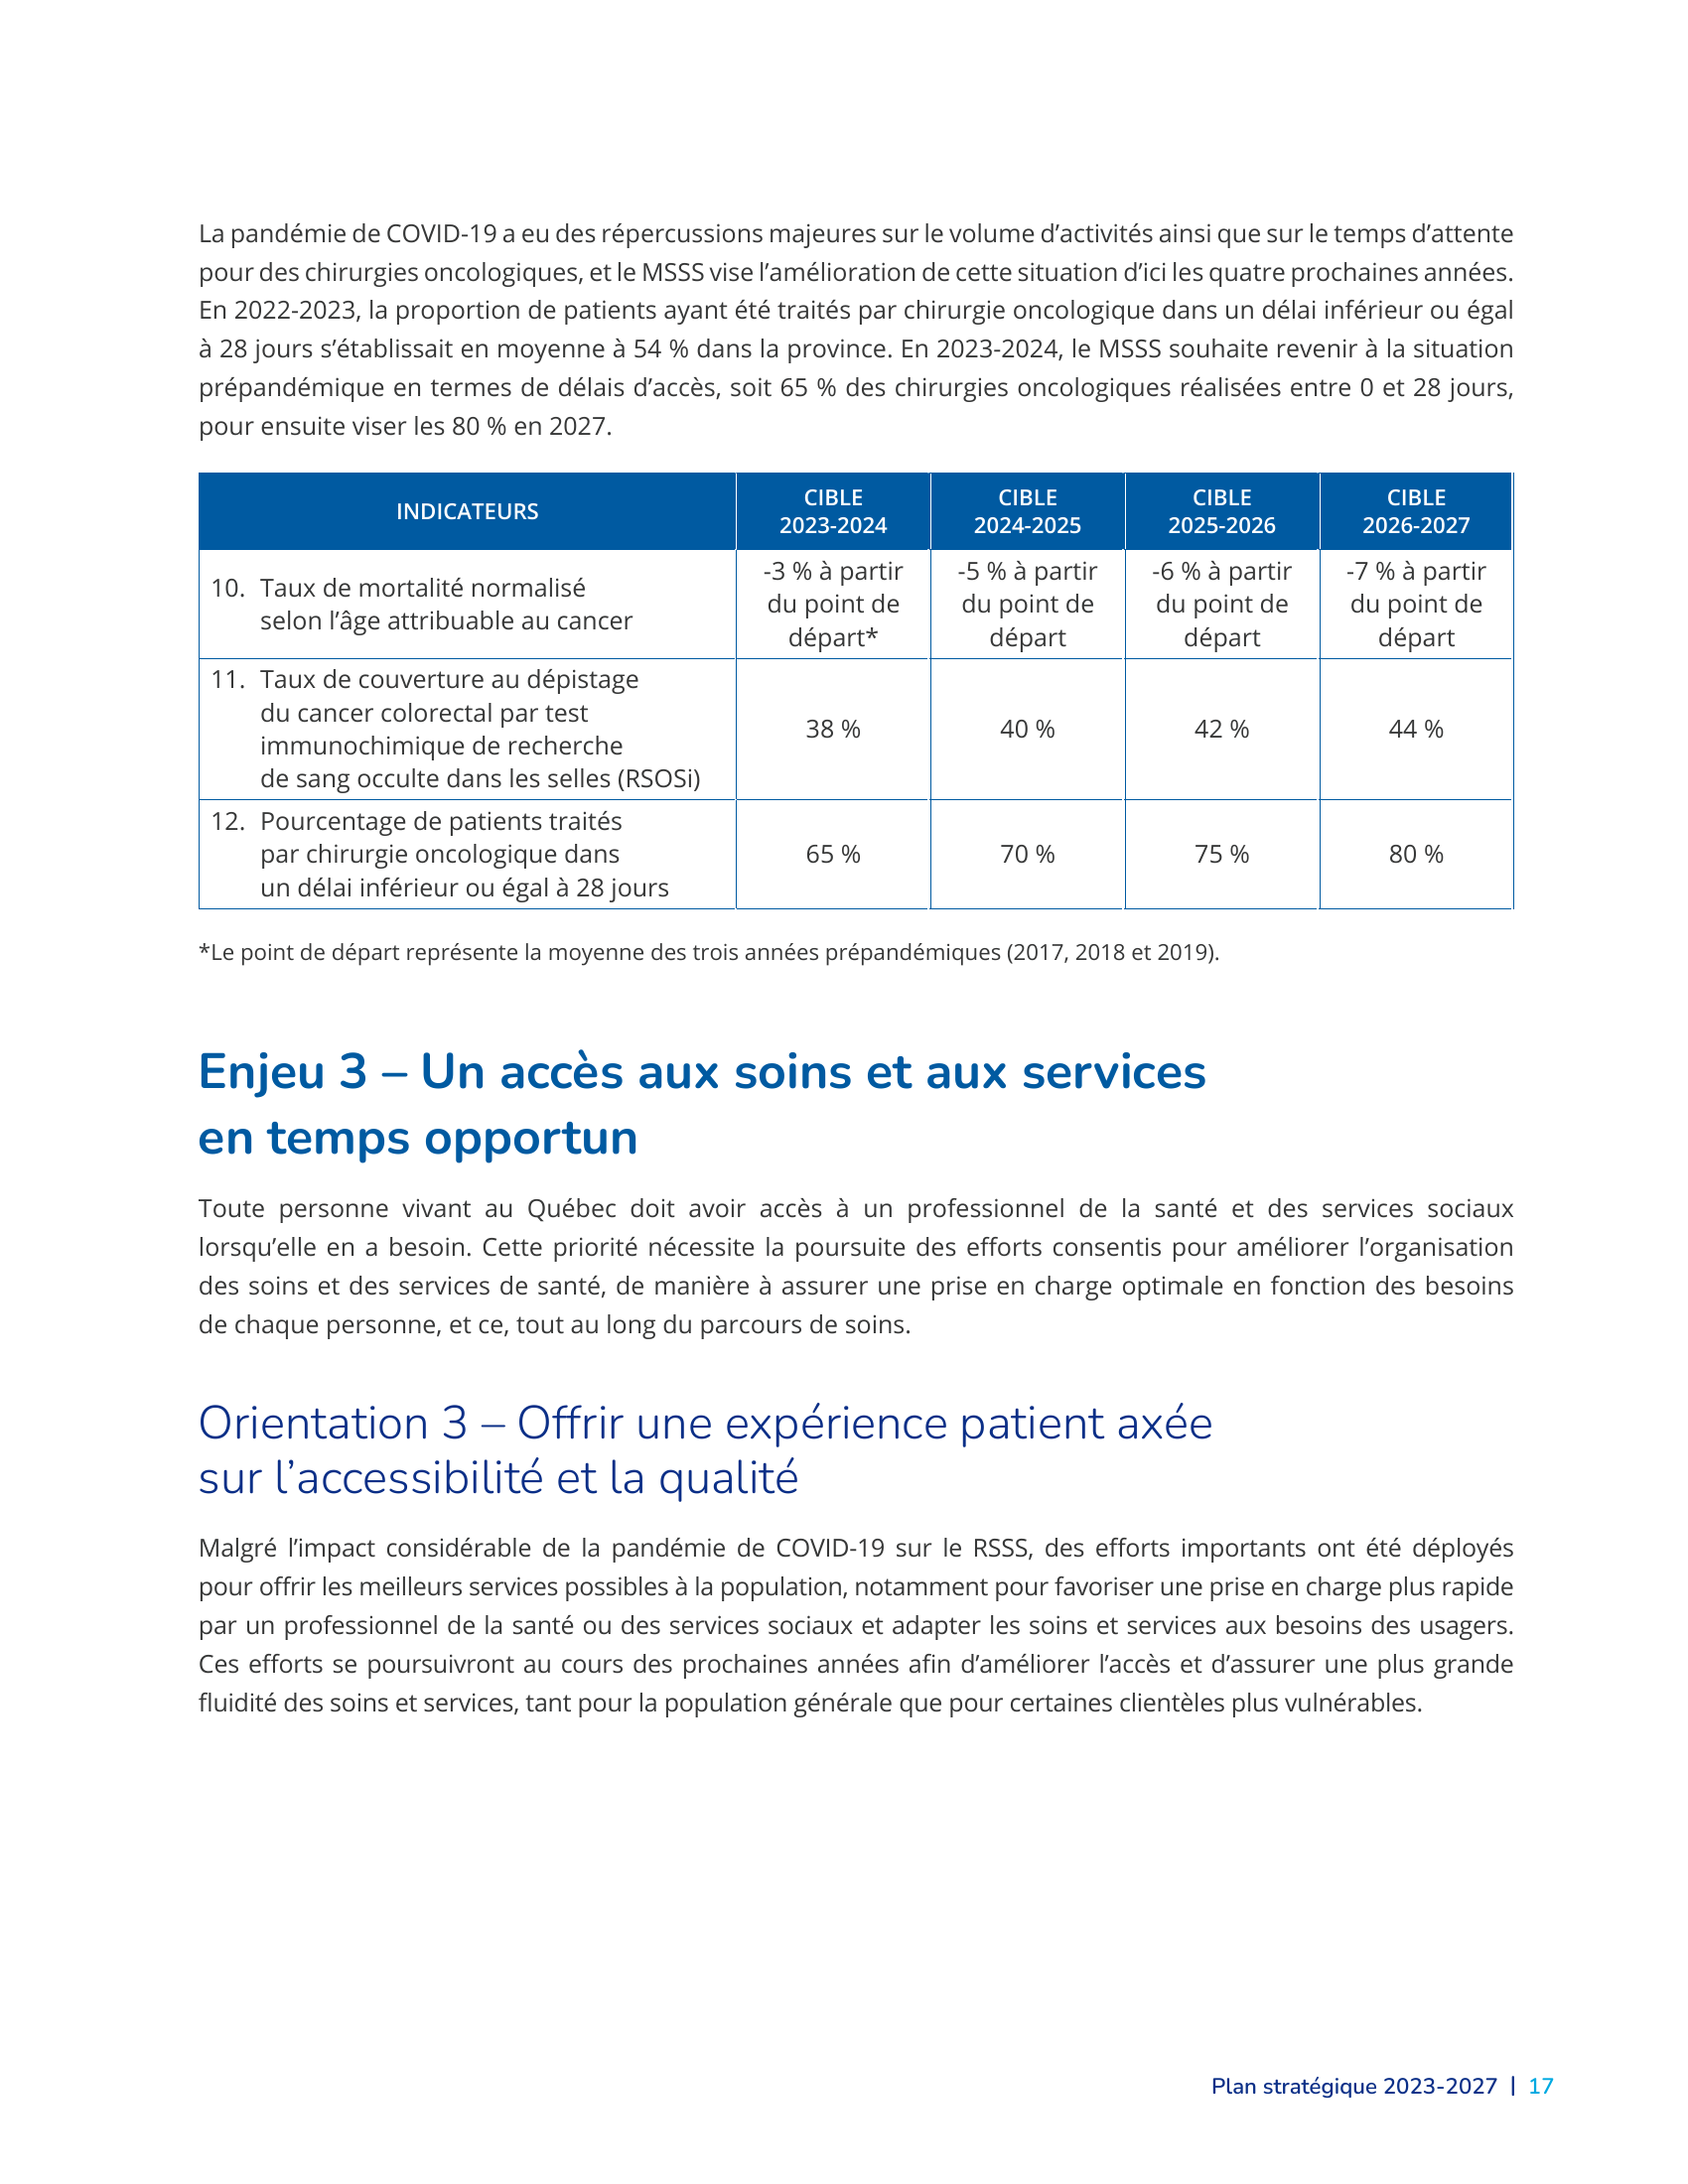 La pandémie de COVID-19 a eu des répercussions majeures sur le volume d’activités ainsi que sur le temps d’attente
pour des chirurgies oncologiques, et le MSSS vise l’amélioration de cette situation d’ici les quatre prochaines années.
En 2022-2023, la proportion de patients ayant été traités par chirurgie oncologique dans un délai inférieur ou égal
à 28 jours s’établissait en moyenne à 54 % dans la province. En 2023-2024, le MSSS souhaite revenir à la situation
prépandémique en termes de délais d’accès, soit 65 % des chirurgies oncologiques réalisées entre 0 et 28 jours,
pour ensuite viser les 80 % en 2027.
INDICATEURS
CIBLE
2023-2024
CIBLE
2024-2025
CIBLE
2025-2026
CIBLE
2026-2027
10. Taux de mortalité normalisé
selon l’âge attribuable au cancer
-3 % à partir
du point de
départ*
-5 % à partir
du point de
départ
-6 % à partir
du point de
départ
-7 % à partir
du point de
départ
11. Taux de couverture au dépistage
du cancer colorectal par test
immunochimique de recherche
de sang occulte dans les selles (RSOSi)
38 %
40 %
42 %
44 %
12. Pourcentage de patients traités
par chirurgie oncologique dans
un délai inférieur ou égal à 28 jours
65 %
70 %
75 %
80 %
*Le point de départ représente la moyenne des trois années prépandémiques (2017, 2018 et 2019).
Enjeu 3 – Un accès aux soins et aux services
en temps opportun
Toute personne vivant au Québec doit avoir accès à un professionnel de la santé et des services sociaux
lorsqu’elle en a besoin. Cette priorité nécessite la poursuite des efforts consentis pour améliorer l’organisation
des soins et des services de santé, de manière à assurer une prise en charge optimale en fonction des besoins
de chaque personne, et ce, tout au long du parcours de soins.
Orientation 3 – Offrir une expérience patient axée
sur l’accessibilité et la qualité
Malgré l’impact considérable de la pandémie de COVID-19 sur le RSSS, des efforts importants ont été déployés
pour offrir les meilleurs services possibles à la population, notamment pour favoriser une prise en charge plus rapide
par un professionnel de la santé ou des services sociaux et adapter les soins et services aux besoins des usagers.
Ces efforts se poursuivront au cours des prochaines années afin d’améliorer l’accès et d’assurer une plus grande
fluidité des soins et services, tant pour la population générale que pour certaines clientèles plus vulnérables.
Plan stratégique 2023-2027 | 17